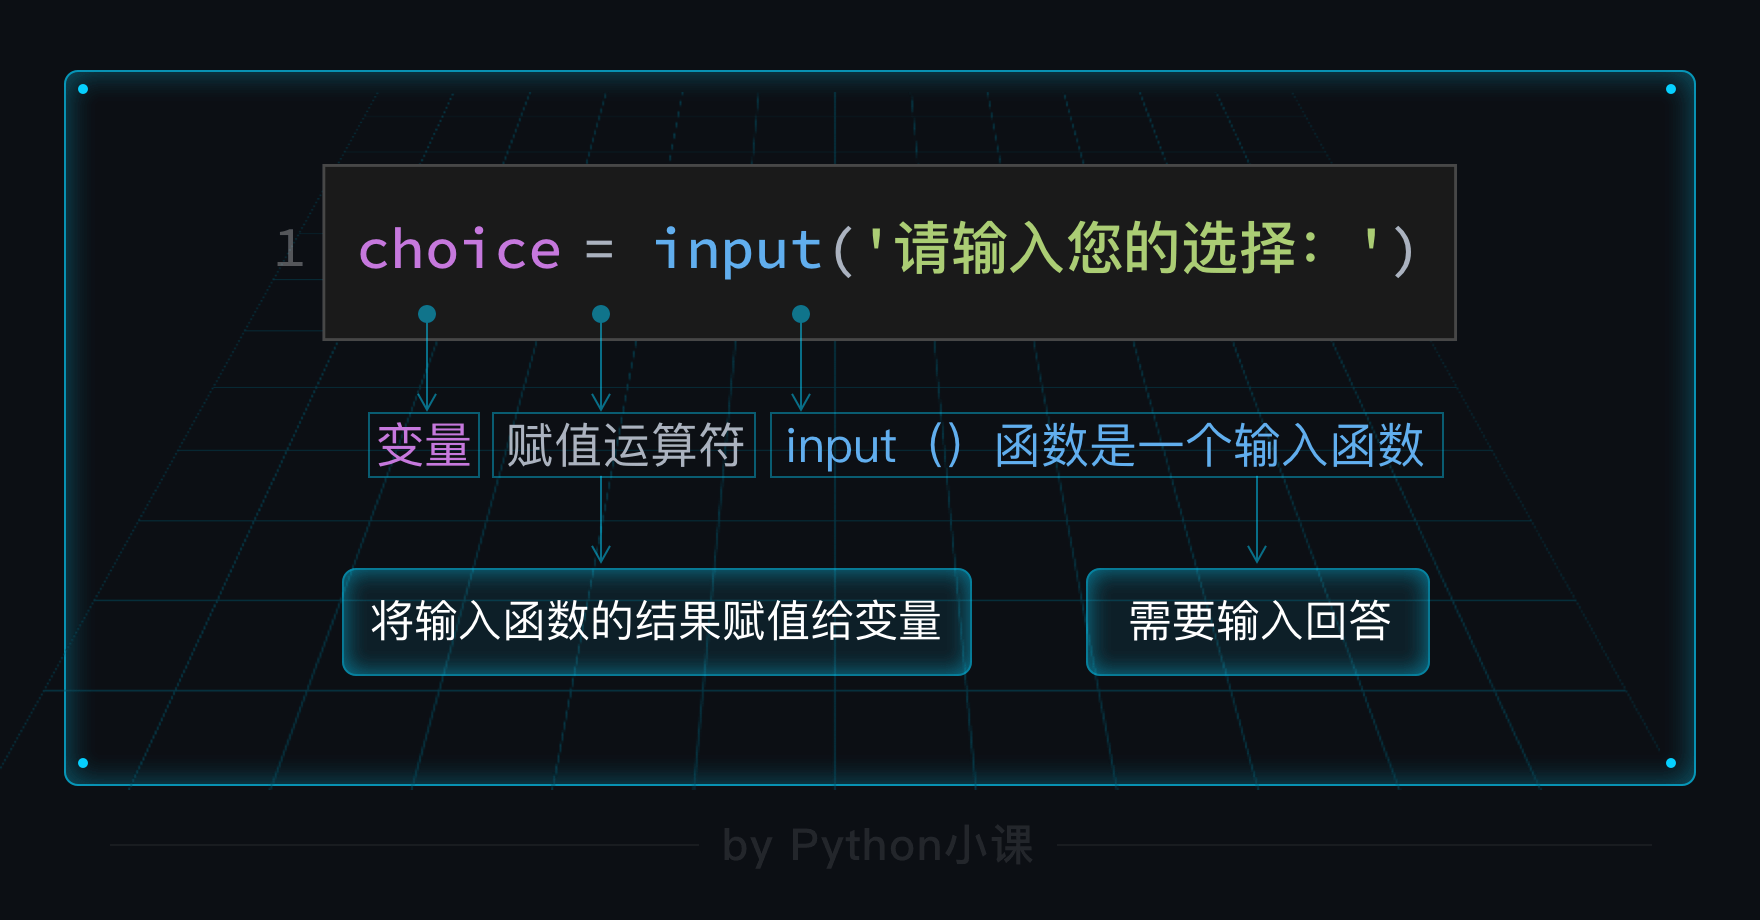 1 choice = input('请输入您的选择：')
变量 赋值运算符 input（）函数是一个输入函数
将输入函数的结果赋值给变量 需要输入回答
by Python小课